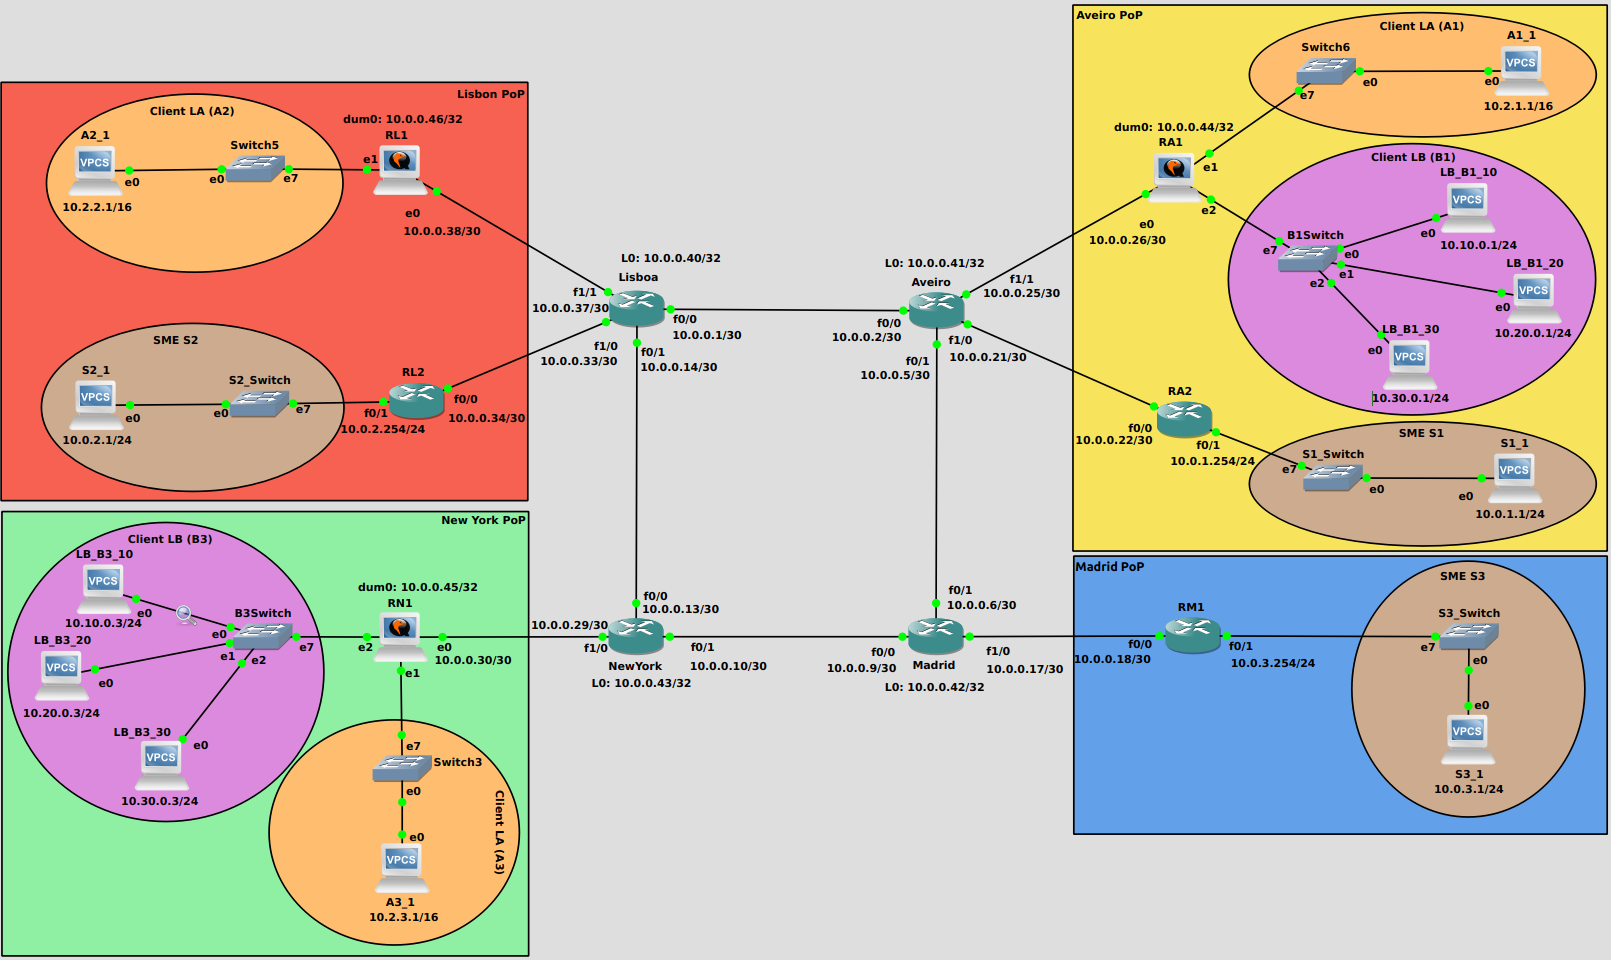 Lisbon PoP
Client LA (A2)
dum0: 10.0.0.46/32
RL1
A2_1
VPCS
e0
10.2.2.1/16
Switch5
e0
e7
e1
e0
10.0.0.38/30
SME S2
S2_1
VPCS
e0
10.0.2.1/24
S2_Switch
e0
e7
RL2
f0/1
10.0.2.254/24
f0/0
10.0.0.34/30
L0: 10.0.0.40/32
Lisboa
f1/1
10.0.0.37/30
f0/0
10.0.0.1/30
f1/0
10.0.0.33/30
f0/1
10.0.0.14/30
L0: 10.0.0.41/32
Aveiro
f1/1
10.0.0.25/30
f0/0
10.0.0.2/30
f1/0
10.0.0.21/30
f0/1
10.0.0.5/30
Aveiro PoP
Client LA (A1)
Switch6
e7
e0
A1_1
VPCS
e0
10.2.1.1/16
dum0: 10.0.0.44/32
RA1
e1
e2
e0
10.0.0.26/30
Client LB (B1)
LB_B1_10
VPCS
e0
10.10.0.1/24
B1Switch
e7
e0
e1
e2
LB_B1_20
VPCS
e0
10.20.0.1/24
LB_B1_30
VPCS
e0
10.30.0.1/24
RA2
f0/0
10.0.0.22/30
f0/1
10.0.1.254/24
SME S1
S1_Switch
e7
e0
S1_1
VPCS
e0
10.0.1.1/24
New York PoP
Client LB (B3)
LB_B3_10
VPCS
e0
10.10.0.3/24
LB_B3_20
VPCS
e0
10.20.0.3/24
LB_B3_30
VPCS
e0
10.30.0.3/24
B3Switch
e0
e1
e2
e7
dum0: 10.0.0.45/32
RN1
e2
e0
10.0.0.30/30
e1
e7
Switch3
e0
Client LA (A3)
e0
VPCS
A3_1
10.2.3.1/16
f0/0
10.0.0.13/30
10.0.0.29/30
f1/0
NewYork
L0: 10.0.0.43/32
f0/1
10.0.0.10/30
f0/1
10.0.0.6/30
f0/0
10.0.0.9/30
Madrid
L0: 10.0.0.42/32
f1/0
10.0.0.17/30
Madrid PoP
RM1
f0/0
10.0.0.18/30
f0/1
10.0.3.254/24
SME S3
S3_Switch
e7
e0
e0
VPCS
S3_1
10.0.3.1/24